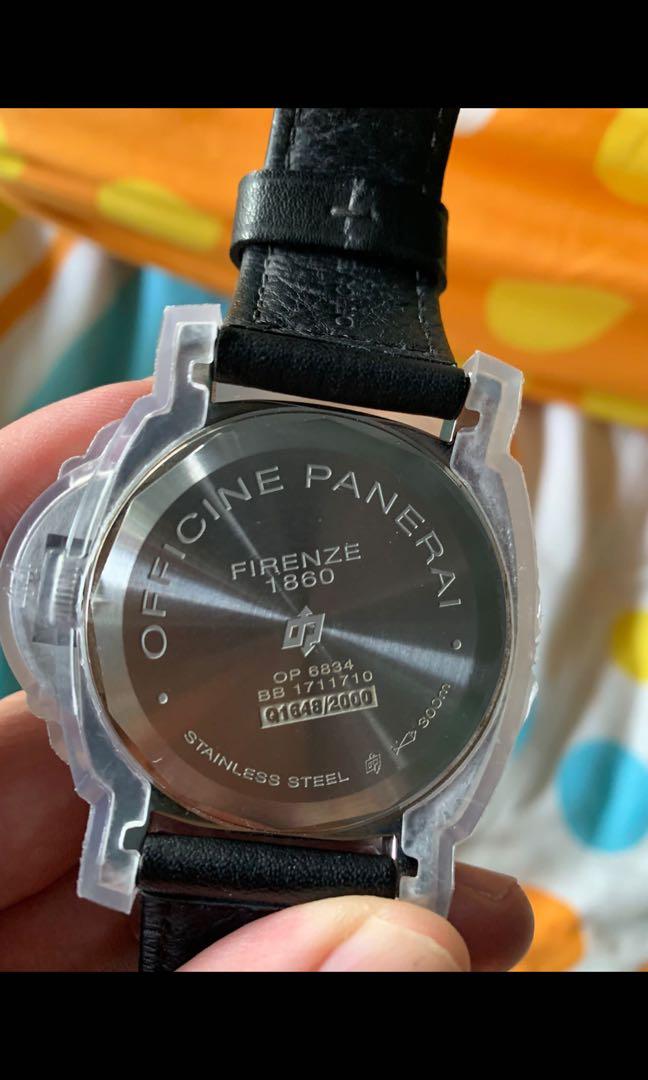 OFFICINE PANERAI
FIRENZE
1860
OP 6834
BB 1711710
Q1648/2000
STAINLESS STEEL
300m